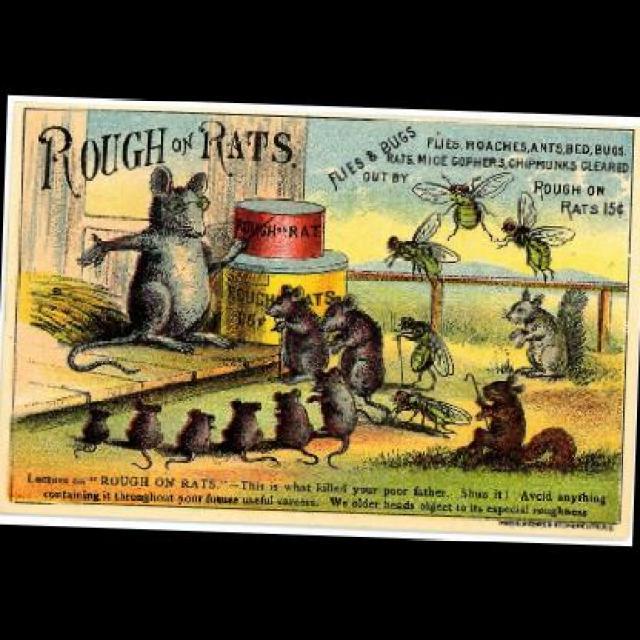 ROUGH ON RATS.
FLIES & BUGS
FLIES, ROACHES, ANTS, BED, BUGS.
RATS, MICE GOPHERS, CHIPMUNKS CLEARED
OUT BY ROUGH ON
RATS 15¢
ROUGH ON RAT
ROUGH RATS
Lecture on "ROUGH ON RATS."—This is what killed your poor father. Shun it! Avoid anything
containing it throughout your future useful careers. We older heads object to its especial roughness